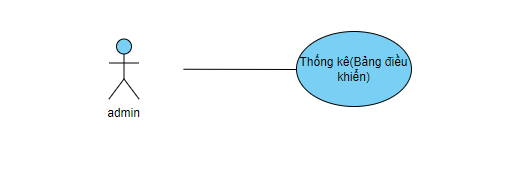 Thống kê(Bảng điều
khiển)
admin